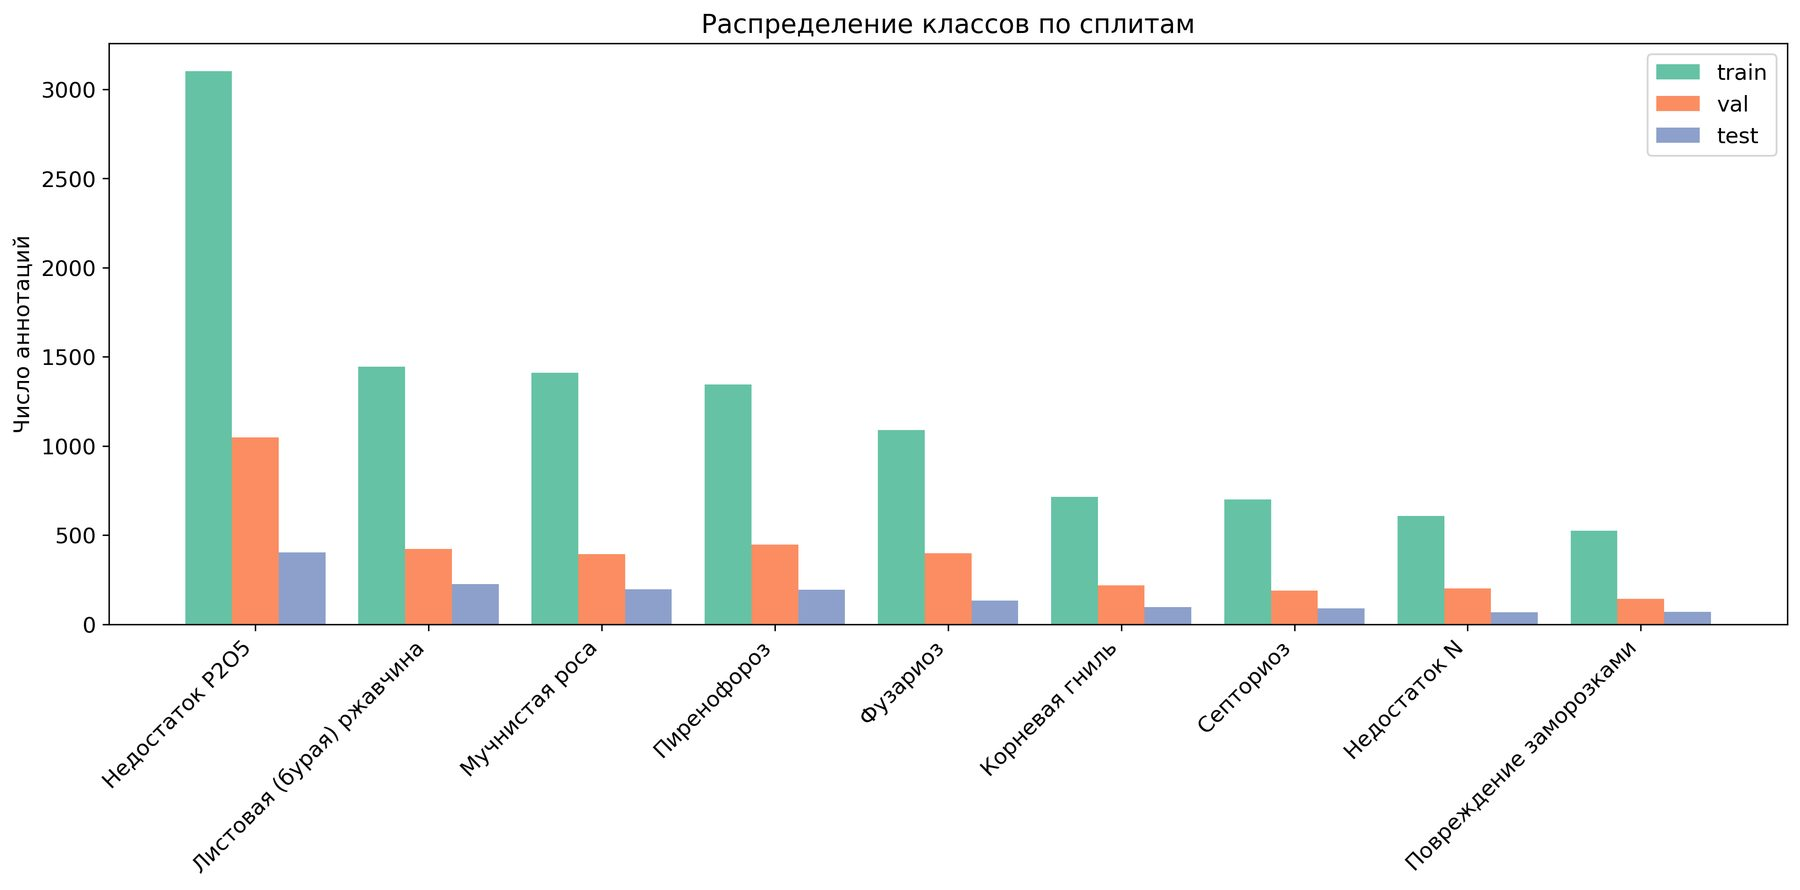 Распределение классов по сплитам
train
val
test
Число аннотаций
3000
2500
2000
1500
1000
500
0
Недостаток P2O5
Листовая (бурая) ржавчина
Мучнистая роса
Пиренофороз
Фузариоз
Корневая гниль
Септориоз
Недостаток N
Повреждение заморозками